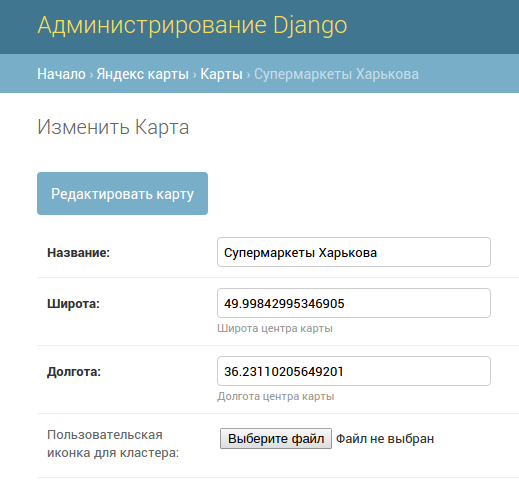 Администрирование Django
Начало › Яндекс карты › Карты › Супермаркеты Харькова
Изменить Карта
Редактировать карту
Название: Супермаркеты Харькова
Широта: 49.99842995346905
Широта центра карты
Долгота: 36.23110205649201
Долгота центра карты
Пользовательская
иконка для кластера: Выберите файл Файл не выбран